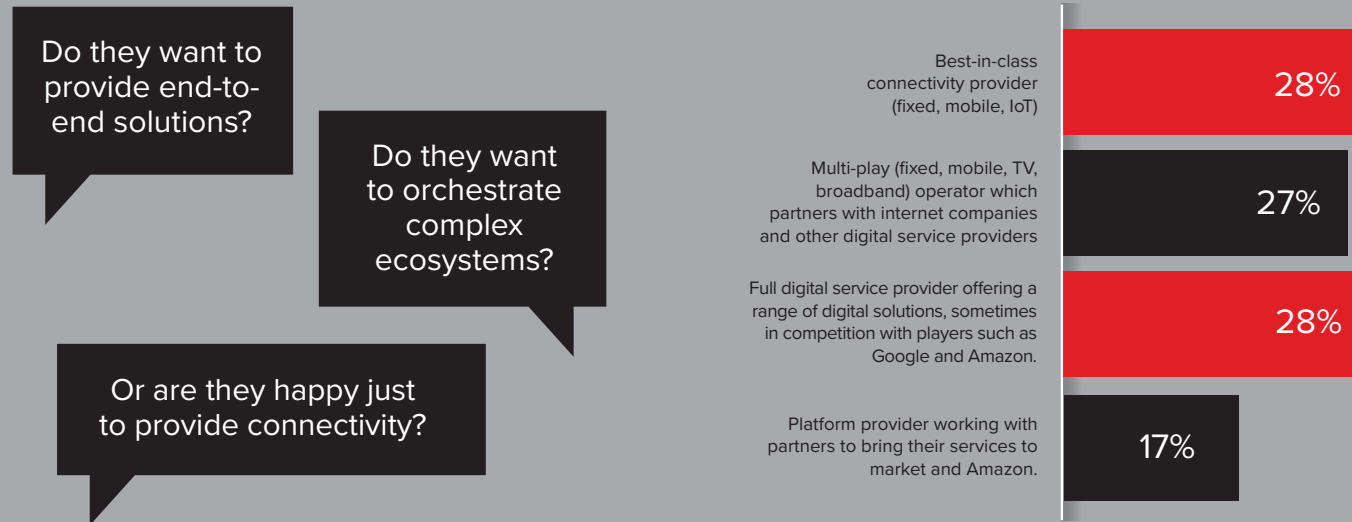 Do they want to
provide end-to-
end solutions?
Do they want
to orchestrate
complex
ecosystems?
Or are they happy just
to provide connectivity?
Best-in-class
connectivity provider
(fixed, mobile, IoT)
28%
Multi-play (fixed, mobile, TV,
broadband) operator which
partners with internet companies
and other digital service providers
27%
Full digital service provider offering a
range of digital solutions, sometimes
in competition with players such as
Google and Amazon.
28%
Platform provider working with
partners to bring their services to
market and Amazon.
17%